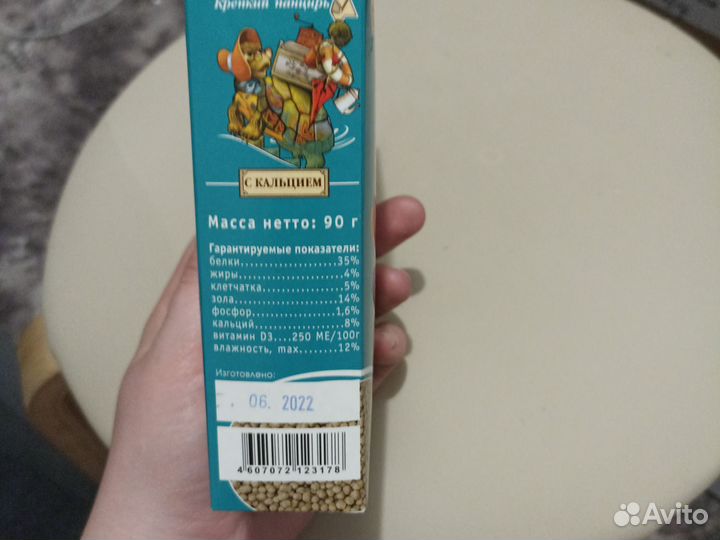 Крепкий панцирь
С КАЛЬЦИЕМ
Масса нетто: 90 г
Гарантируемые показатели:
белки....................35%
жиры....................4%
клетчатка................5%
зола....................14%
фосфор.................1,6%
кальций..................8%
витамин D3....250 МЕ/100г
влажность, max........12%
Изготовлено:
06. 2022
4 607072 123178
Avito